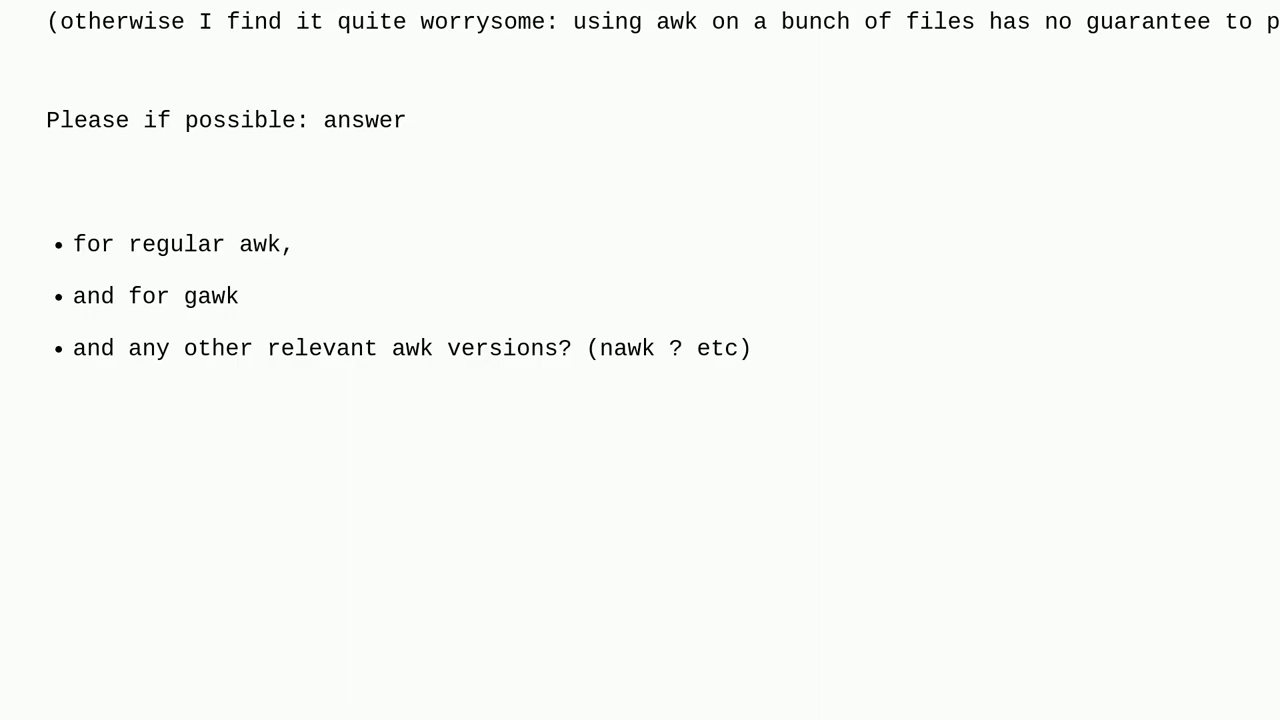 (otherwise I find it quite worrysome: using awk on a bunch of files has no guarantee to
Please if possible: answer
• for regular awk,
• and for gawk
• and any other relevant awk versions? (nawk ? etc)